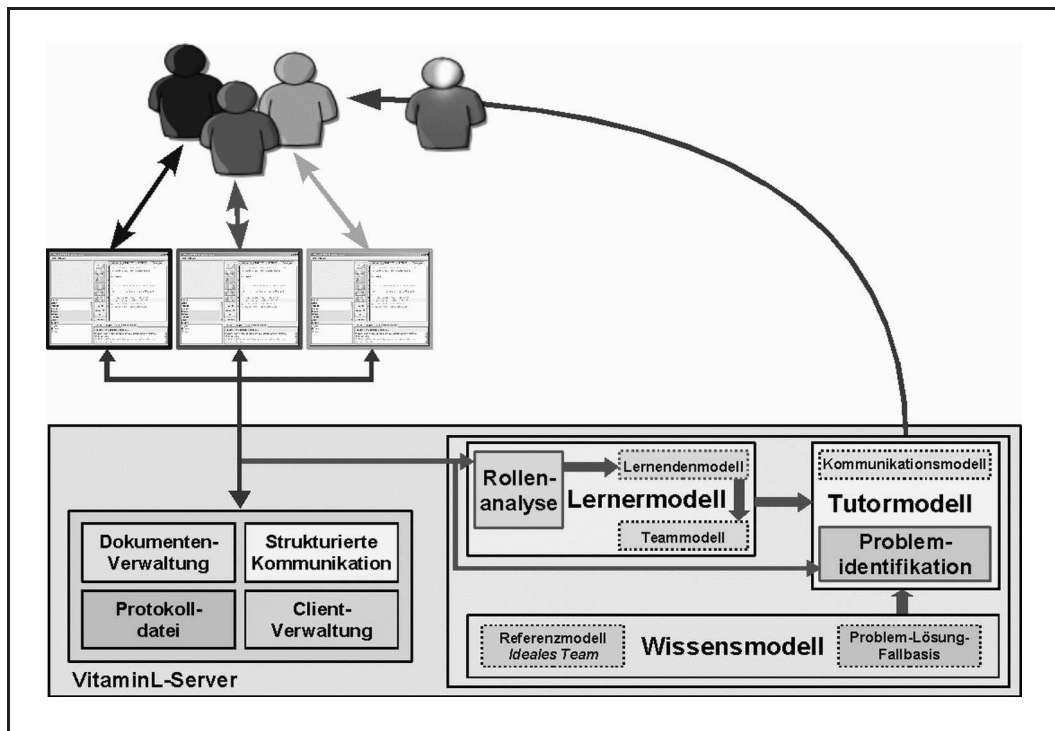 Rollen-
analyse
Lernendenmodell
Lernermodell
Teammodell
Kommunikationsmodell
Tutormodell
Problem-
identifikation
Dokumenten-
Verwaltung
Strukturierte
Kommunikation
Protokoll-
datei
Client-
Verwaltung
Referenzmodell
Ideales Team
Wissensmodell
Problem-Lösung-
Fallbasis
VitaminL-Server